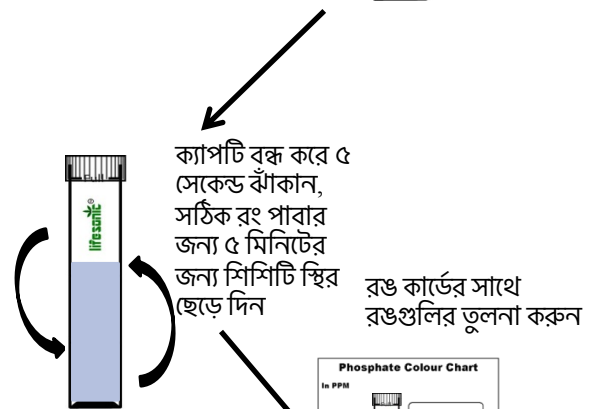 ক্যাপটি বন্ধ করে ৫
সেকেন্ড ঝাঁকান,
সঠিক রং পাবার
জন্য ৫ মিনিটের
জন্য শিশিটি স্থির
ছেড়ে দিন
lifesonic®
রঙ কার্ডের সাথে
রঙগুলির তুলনা করুন
Phosphate Colour Chart
In PPM